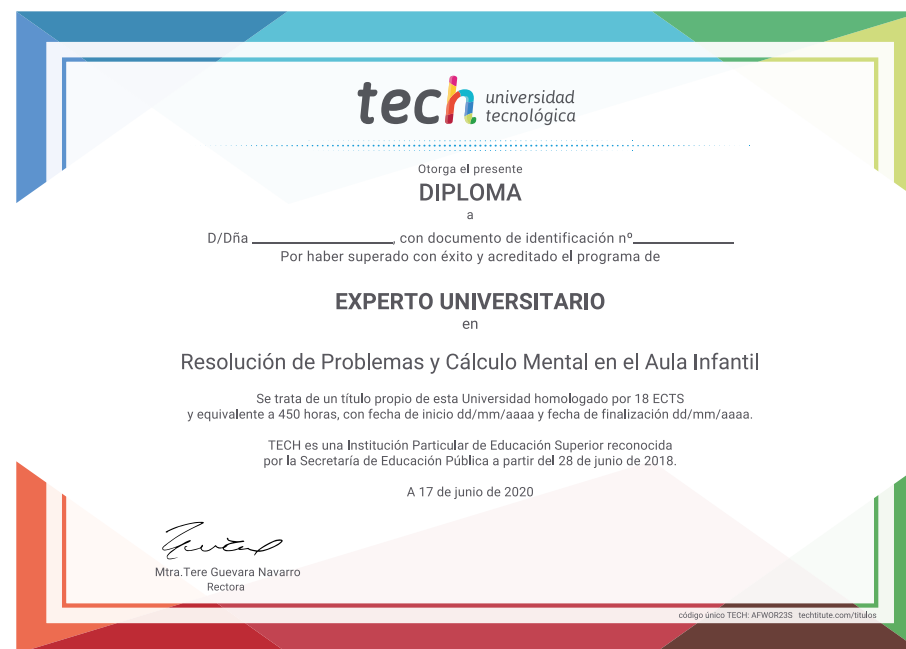 tech universidad
tecnológica
Otorga el presente
DIPLOMA
a
D/Dña ____________________, con documento de identificación nº______________
Por haber superado con éxito y acreditado el programa de
EXPERTO UNIVERSITARIO
en
Resolución de Problemas y Cálculo Mental en el Aula Infantil
Se trata de un título propio de esta Universidad homologado por 18 ECTS
y equivalente a 450 horas, con fecha de inicio dd/mm/aaaa y fecha de finalización dd/mm/aaaa.
TECH es una Institución Particular de Educación Superior reconocida
por la Secretaría de Educación Pública a partir del 28 de junio de 2018.
A 17 de junio de 2020
Mtra.Tere Guevara Navarro
Rectora
código único TECH: AFWOR23S techtitute.com/titulos